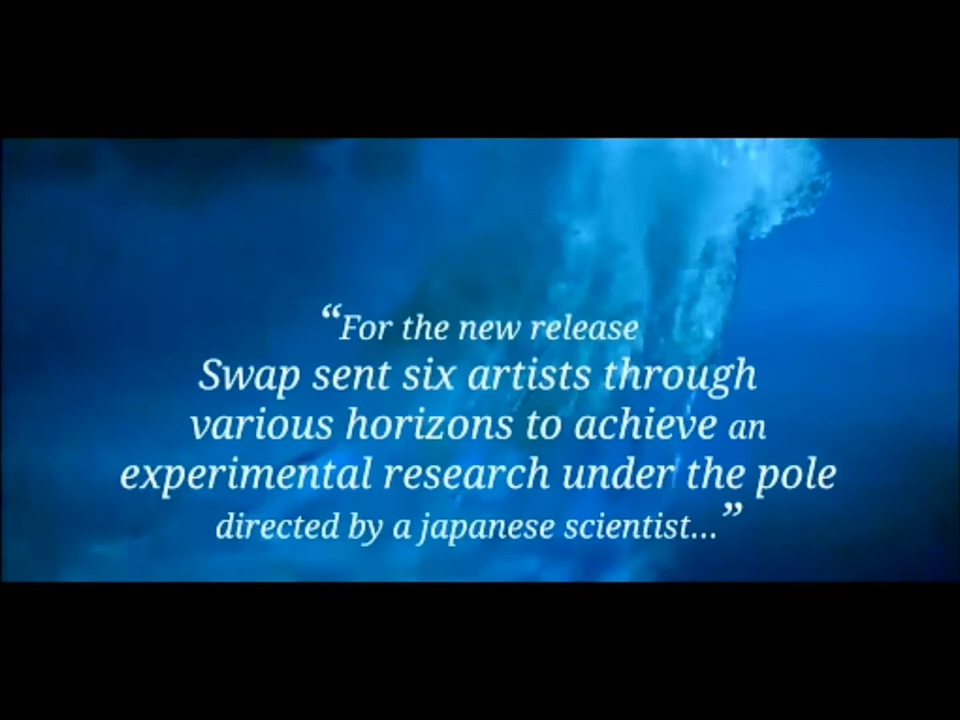 “For the new release
Swap sent six artists through
various horizons to achieve an
experimental research under the pole
directed by a japanese scientist...”